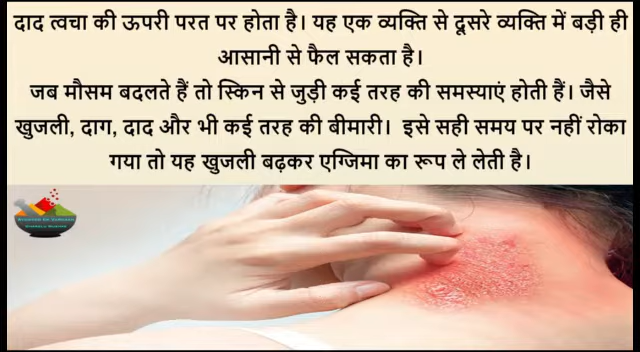 दाद त्वचा की ऊपरी परत पर होता है। यह एक व्यक्ति से दूसरे व्यक्ति में बड़ी ही
आसानी से फैल सकता है।
जब मौसम बदलते हैं तो स्किन से जुड़ी कई तरह की समस्याएं होती हैं। जैसे
खुजली, दाग, दाद और भी कई तरह की बीमारी। इसे सही समय पर नहीं रोका
गया तो यह खुजली बढ़कर एग्जिमा का रूप ले लेती है।